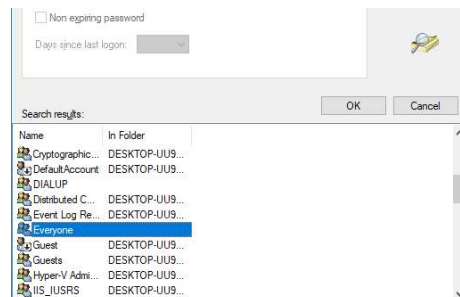 Non expiring password
Days since last logon:
OK Cancel
Search results:
Name In Folder
Cryptographic... DESKTOP-UU9...
DefaultAccount DESKTOP-UU9...
DIALUP
Distributed C... DESKTOP-UU9...
Event Log Re... DESKTOP-UU9...
Everyone
Guest DESKTOP-UU9...
Guests DESKTOP-UU9...
Hyper-V Admi... DESKTOP-UU9...
IIS_IUSRS DESKTOP-UU9...